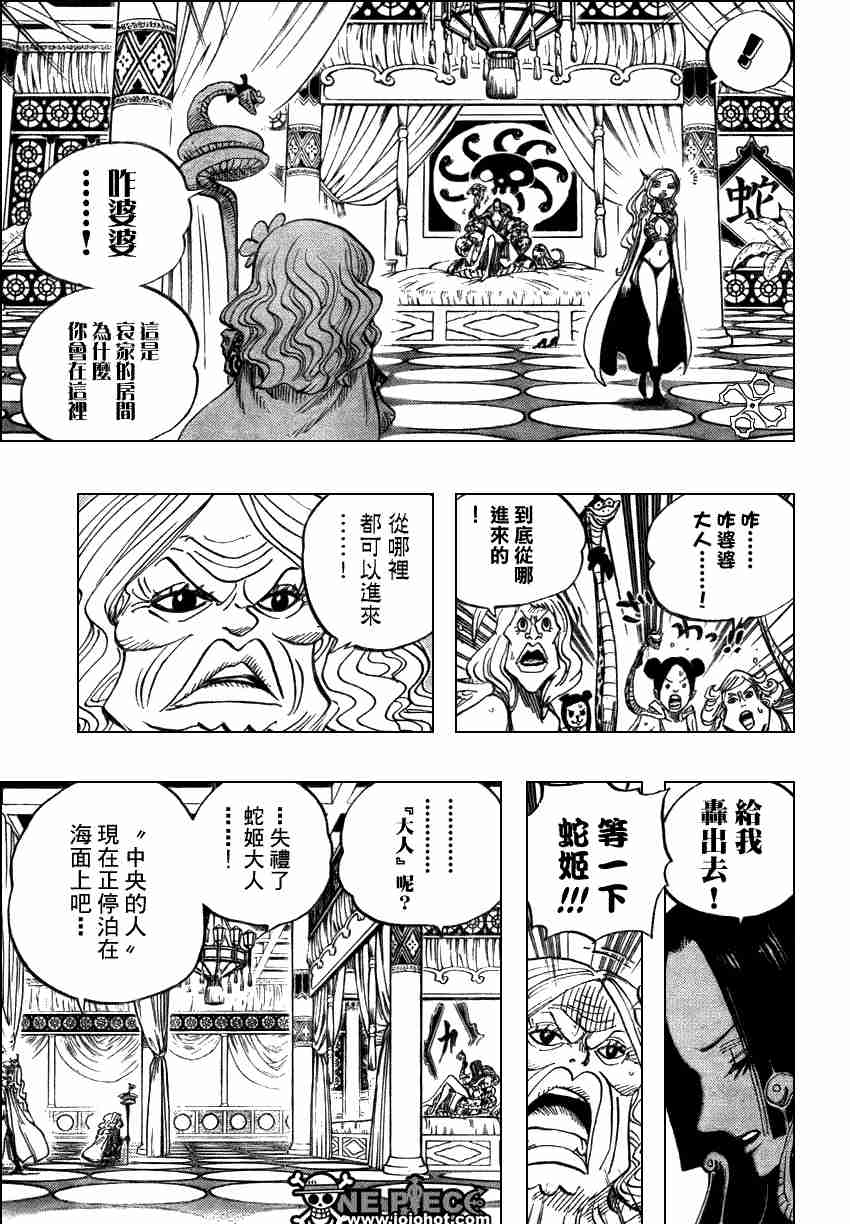 !
蛇
咋婆婆
……!
這是
哀家的房間
為什麼
你會在這裡
咋……
咋婆婆
大人……!
到底從哪
進來的
!
從哪裡
都可以進來
……!
給我
轟出去!
等一下
蛇姬!!!
…………
『大人』呢?
…失禮了
蛇姬大人
……!
〝中央的人〞
現在正停泊在
海面上吧…
九
ONE PIECE
www.jojohot.com